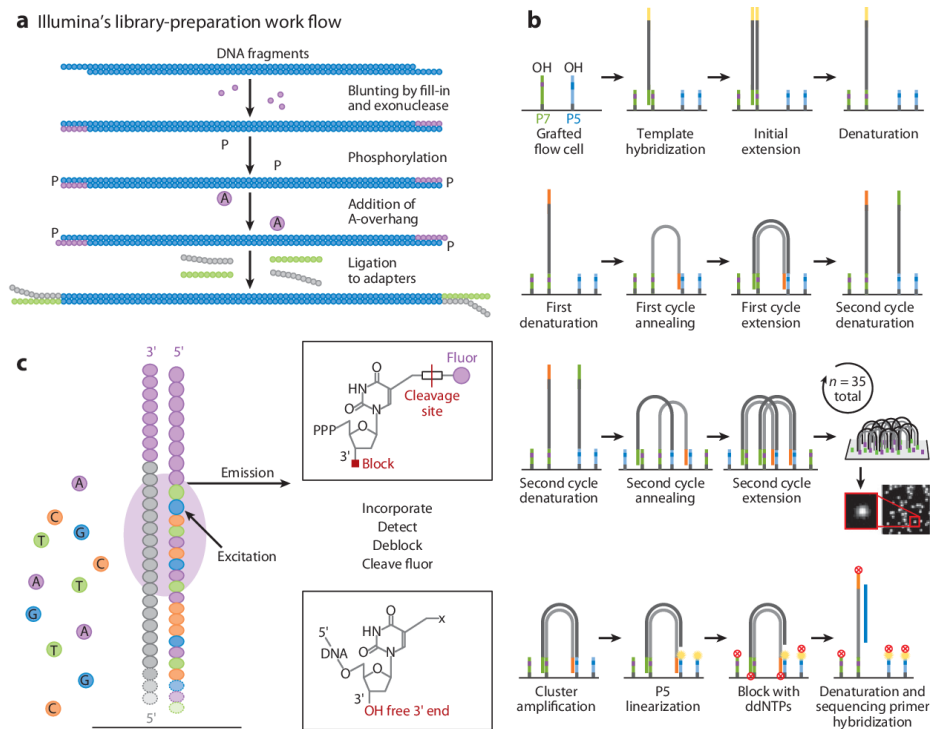 a Illumina's library-preparation work flow
DNA fragments
Blunting by fill-in
and exonuclease
P
P
Phosphorylation
P
P
A
A
Addition of
A-overhang
P
P
Ligation
to adapters
b
OH
OH
P7
P5
Grafted
flow cell
Template
hybridization
Initial
extension
Denaturation
First
denaturation
First cycle
annealing
First cycle
extension
Second cycle
denaturation
Second cycle
denaturation
Second cycle
annealing
Second cycle
extension
n = 35
total
Cluster
amplification
P5
linearization
Block with
ddNTPs
Denaturation and
sequencing primer
hybridization
c
3'
5'
A
C
G
T
C
A
T
G
A
T
G
C
5'
Emission
Excitation
Fluor
O
HN
Cleavage
site
O
N
PPP
O
3'
Block
Incorporate
Detect
Deblock
Cleave fluor
O
X
HN
5'
O
N
DNA
O
O
3'
OH free 3' end